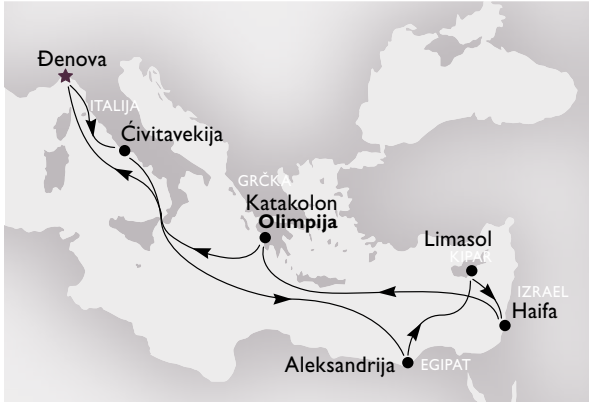 Đenova
ITALIJA
Ćivitavekija
GRČKA
Katakolon
Olimpija
Limasol
KIPAR
IZRAEL
Haifa
Aleksandrija
EGIPAT